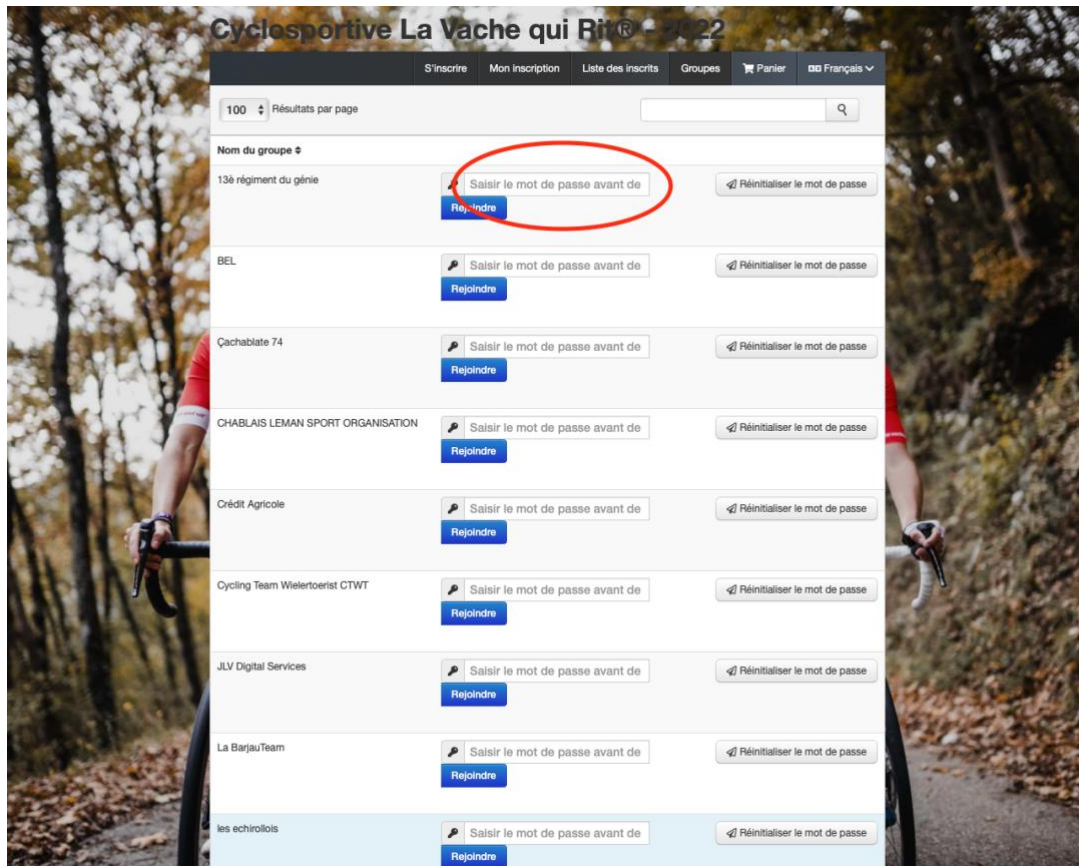 Cyclosportive La Vache qui Rit® - 2022
S'inscrire Mon inscription Liste des inscrits Groupes Panier Français
100 Résultats par page
Nom du groupe
13è régiment du génie Saisir le mot de passe avant de Réinitialiser le mot de passe
Rejoindre
BEL Saisir le mot de passe avant de Réinitialiser le mot de passe
Rejoindre
Çachablate 74 Saisir le mot de passe avant de Réinitialiser le mot de passe
Rejoindre
CHABLAIS LEMAN SPORT ORGANISATION Saisir le mot de passe avant de Réinitialiser le mot de passe
Rejoindre
Crédit Agricole Saisir le mot de passe avant de Réinitialiser le mot de passe
Rejoindre
Cycling Team Wielertoerist CTWT Saisir le mot de passe avant de Réinitialiser le mot de passe
Rejoindre
JLV Digital Services Saisir le mot de passe avant de Réinitialiser le mot de passe
Rejoindre
La BarjauTeam Saisir le mot de passe avant de Réinitialiser le mot de passe
Rejoindre
les echirollois Saisir le mot de passe avant de Réinitialiser le mot de passe
Rejoindre